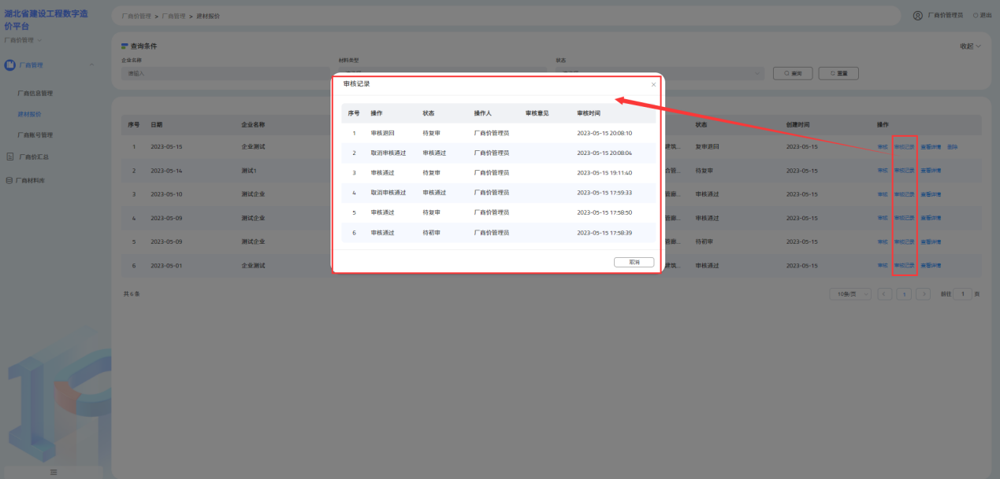 湖北省建设工程数字造
价平台
厂商价管理
厂商管理
厂商信息管理
建材报价
厂商账号管理
厂商价汇总
厂商材料库
厂商价管理 > 厂商管理 > 建材报价
厂商价管理员 退出
查询条件 收起
企业名称 材料类型 状态
请输入
查询 重置
序号 日期 企业名称 状态 创建时间 操作
1 2023-05-15 企业测试 建筑... 复审退回 2023-05-15 审核 审核记录 查看详情 删除
2 2023-05-14 测试1 合管... 待复审 2023-05-15 审核 审核记录 查看详情
3 2023-05-10 测试企业 管廊... 审核通过 2023-05-15 审核 审核记录 查看详情
4 2023-05-09 测试企业 管廊... 审核通过 2023-05-15 审核 审核记录 查看详情
5 2023-05-09 测试企业 管廊... 待初审 2023-05-15 审核 审核记录 查看详情
6 2023-05-01 企业测试 建筑... 审核通过 2023-05-15 审核 审核记录 查看详情
共 6 条 10条/页 1 前往 1 页
审核记录
序号 操作 状态 操作人 审核意见 审核时间
1 审核退回 待复审 厂商价管理员 2023-05-15 20:08:10
2 取消审核通过 审核通过 厂商价管理员 2023-05-15 20:08:04
3 审核通过 待复审 厂商价管理员 2023-05-15 19:11:40
4 取消审核通过 审核通过 厂商价管理员 2023-05-15 17:59:33
5 审核通过 待复审 厂商价管理员 2023-05-15 17:58:50
6 审核通过 待初审 厂商价管理员 2023-05-15 17:58:39
取消